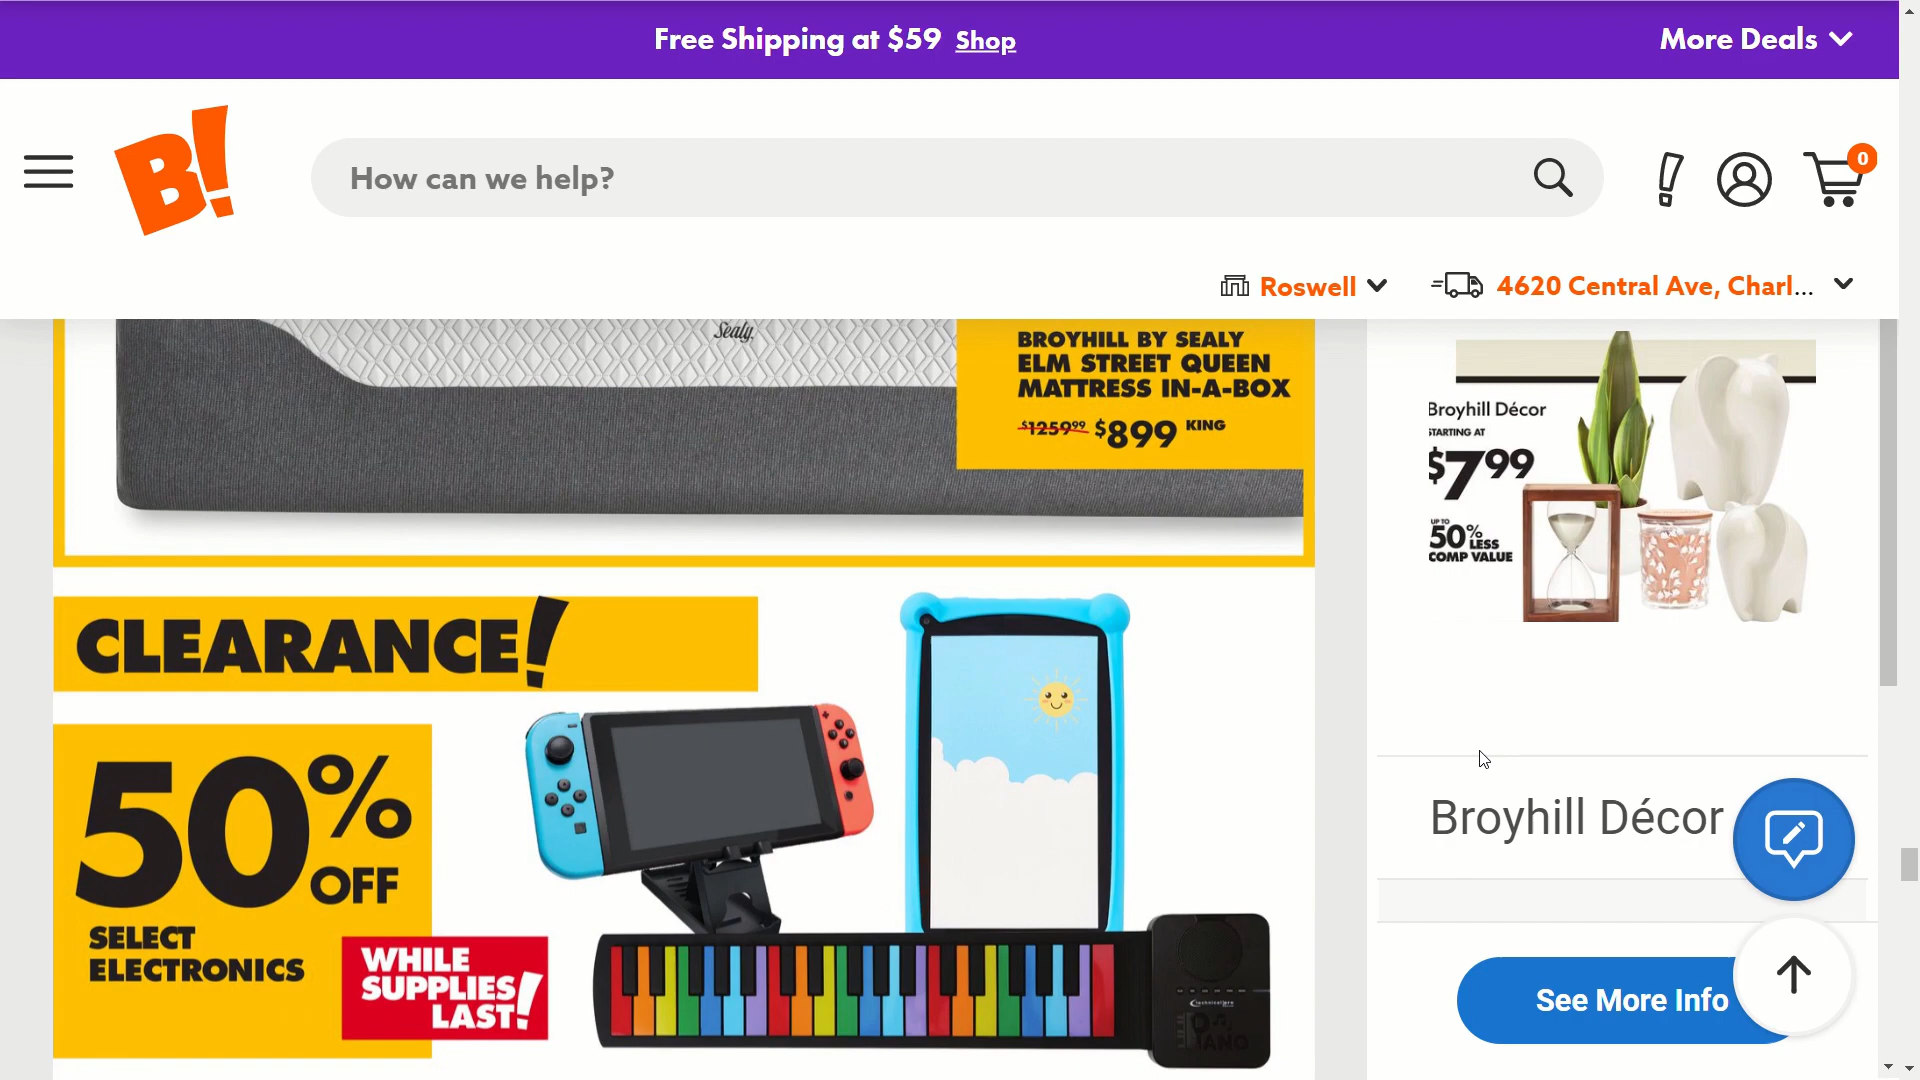 Free Shipping at $59 Shop
More Deals
B!
How can we help?
0
Roswell
4620 Central Ave, Charl...
Sealy
BROYHILL BY SEALY
ELM STREET QUEEN
MATTRESS IN-A-BOX
$1259.99 $899 KING
Broyhill Décor
STARTING AT
$7.99
UP TO
50% LESS
COMP VALUE
CLEARANCE!
50% OFF
SELECT
ELECTRONICS
WHILE
SUPPLIES
LAST!
Broyhill Décor
See More Info